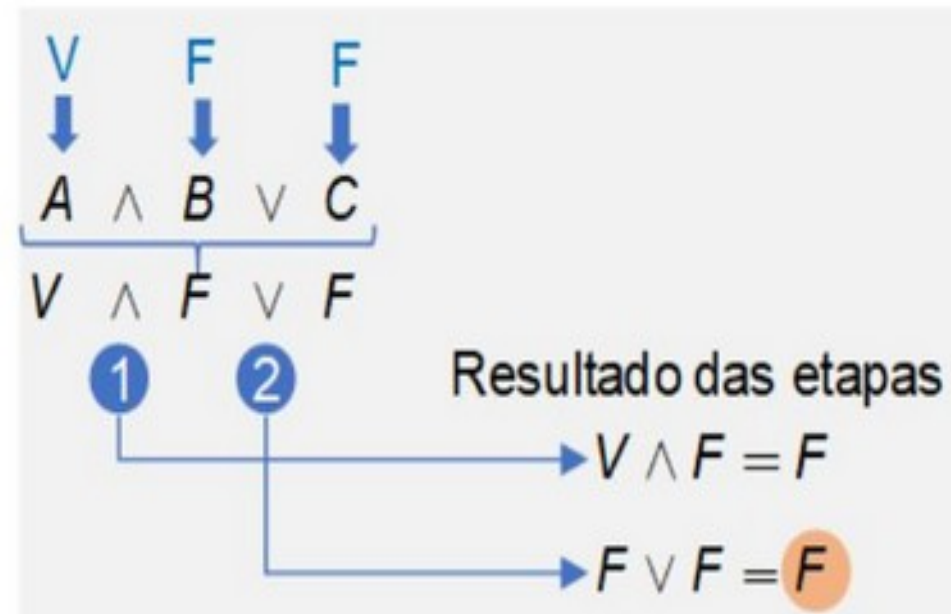 V F F
A ∧ B ∨ C
V ∧ F ∨ F
1 2
Resultado das etapas
V ∧ F = F
F ∨ F = F